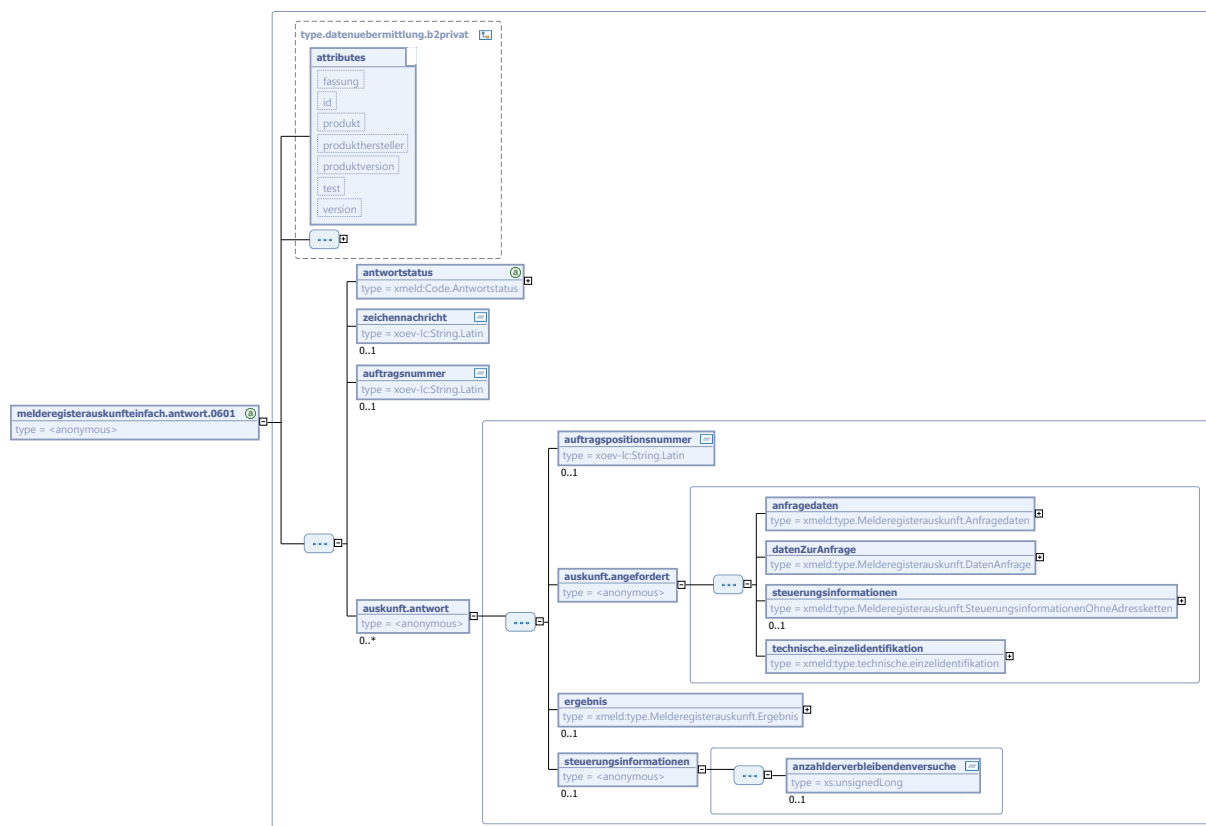 type.datenuebermittlung.b2privat
attributes
fassung
id
produkt
produkthersteller
produktversion
test
version
antwortstatus
type = xmeld:Code.Antwortstatus
zeichennachricht
type = xoev-lc:String.Latin
0..1
auftragsnummer
type = xoev-lc:String.Latin
0..1
melderegisterauskunfteinfach.antwort.0601
type = <anonymous>
auskunft.antwort
type = <anonymous>
0..*
auftragspositionsnummer
type = xoev-lc:String.Latin
0..1
auskunft.angefordert
type = <anonymous>
anfragedaten
type = xmeld:type.Melderegisterauskunft.Anfragedaten
datenZurAnfrage
type = xmeld:type.Melderegisterauskunft.DatenAnfrage
steuerungsinformationen
type = xmeld:type.Melderegisterauskunft.SteuerungsinformationenOhneAdressketten
0..1
technische.einzelidentifikation
type = xmeld:type.technische.einzelidentifikation
ergebnis
type = xmeld:type.Melderegisterauskunft.Ergebnis
0..1
steuerungsinformationen
type = <anonymous>
0..1
anzahlderverbleibendenversuche
type = xs:unsignedLong
0..1